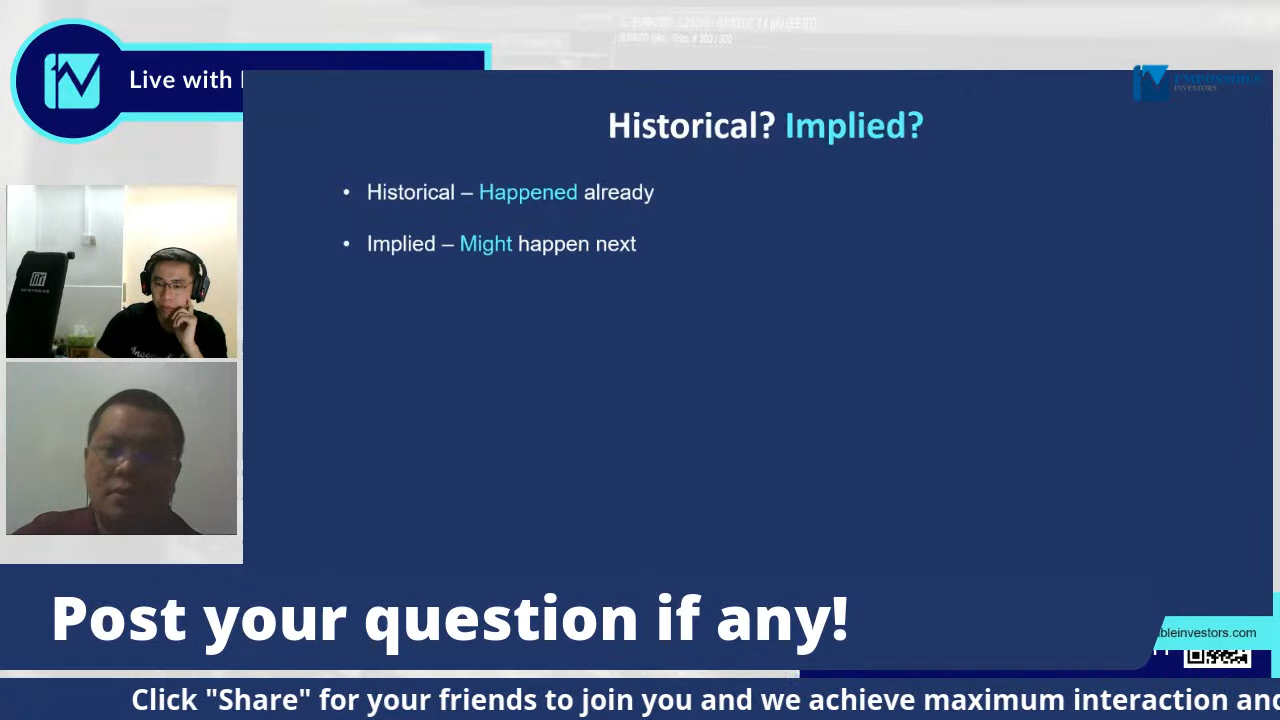 Live with
INVESTORS
Historical? Implied?
• Historical – Happened already
• Implied – Might happen next
Post your question if any!
bleinvestors.com
Click "Share" for your friends to join you and we achieve maximum interaction and